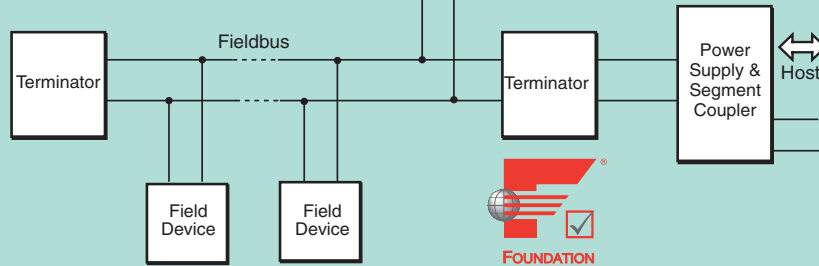 Fieldbus
Terminator
Terminator
Power
Supply &
Segment
Coupler
Host
Field
Device
Field
Device
®
FOUNDATION